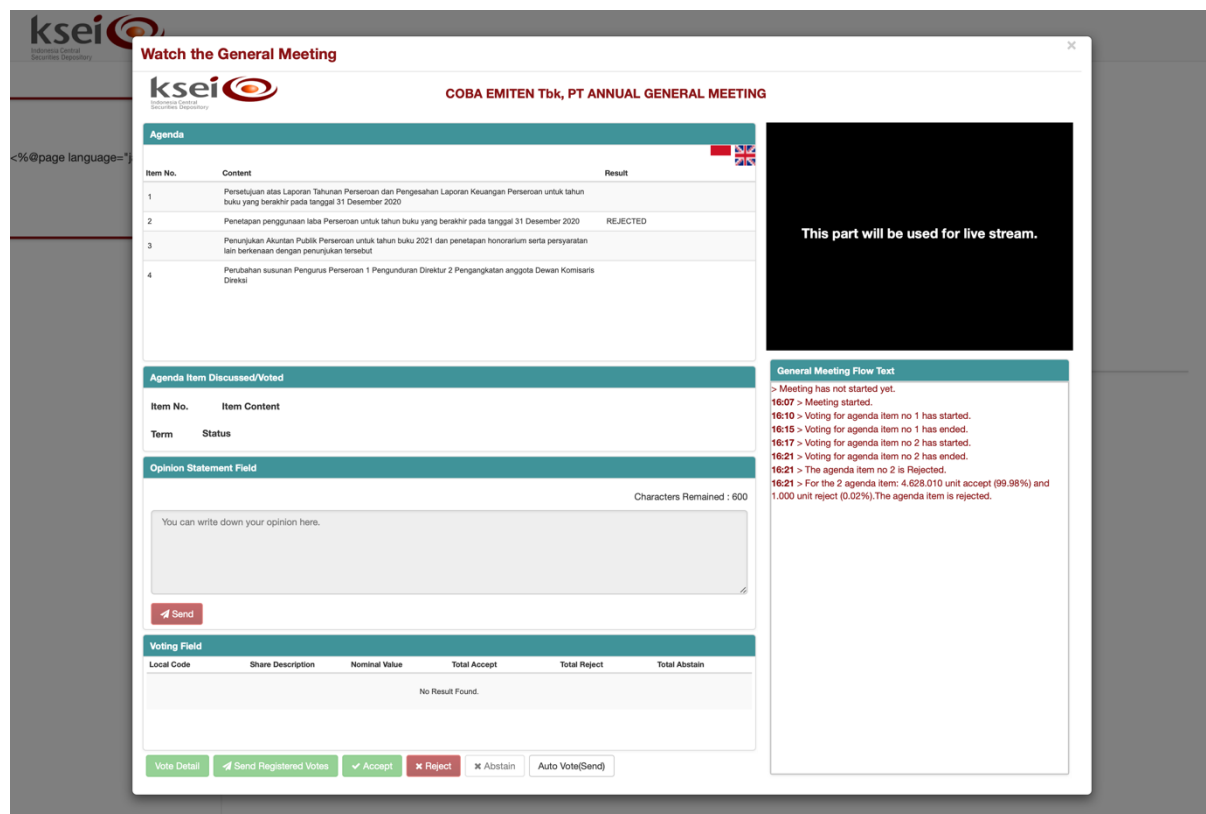 ksei
Indonesia Central
Securities Depository
<%@page language="j
Watch the General Meeting
×
ksei
Indonesia Central
Securities Depository
COBA EMITEN Tbk, PT ANNUAL GENERAL MEETING
Agenda
Item No. Content Result
1 Persetujuan atas Laporan Tahunan Perseroan dan Pengesahan Laporan Keuangan Perseroan untuk tahun
buku yang berakhir pada tanggal 31 Desember 2020
2 Penetapan penggunaan laba Perseroan untuk tahun buku yang berakhir pada tanggal 31 Desember 2020 REJECTED
3 Penunjukan Akuntan Publik Perseroan untuk tahun buku 2021 dan penetapan honorarium serta persyaratan
lain berkenaan dengan penunjukan tersebut
4 Perubahan susunan Pengurus Perseroan 1 Pengunduran Direktur 2 Pengangkatan anggota Dewan Komisaris
Direksi
This part will be used for live stream.
Agenda Item Discussed/Voted
Item No. Item Content
Term Status
Opinion Statement Field
Characters Remained : 600
You can write down your opinion here.
Send
Voting Field
Local Code Share Description Nominal Value Total Accept Total Reject Total Abstain
No Result Found.
Vote Detail Send Registered Votes Accept Reject Abstain Auto Vote(Send)
General Meeting Flow Text
> Meeting has not started yet.
16:07 > Meeting started.
16:10 > Voting for agenda item no 1 has started.
16:15 > Voting for agenda item no 1 has ended.
16:17 > Voting for agenda item no 2 has started.
16:21 > Voting for agenda item no 2 has ended.
16:21 > The agenda item no 2 is Rejected.
16:21 > For the 2 agenda item: 4.628.010 unit accept (99.98%) and
1.000 unit reject (0.02%).The agenda item is rejected.